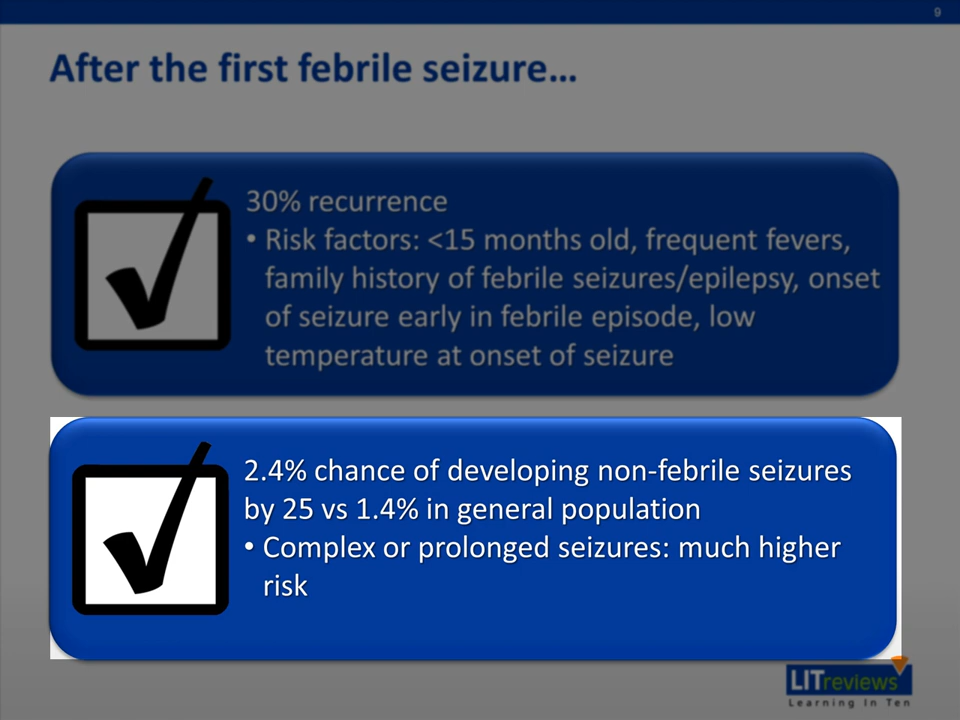 9
After the first febrile seizure…
30% recurrence
• Risk factors: <15 months old, frequent fevers,
family history of febrile seizures/epilepsy, onset
of seizure early in febrile episode, low
temperature at onset of seizure
2.4% chance of developing non-febrile seizures
by 25 vs 1.4% in general population
• Complex or prolonged seizures: much higher
risk
LITreviews
Learning In Ten